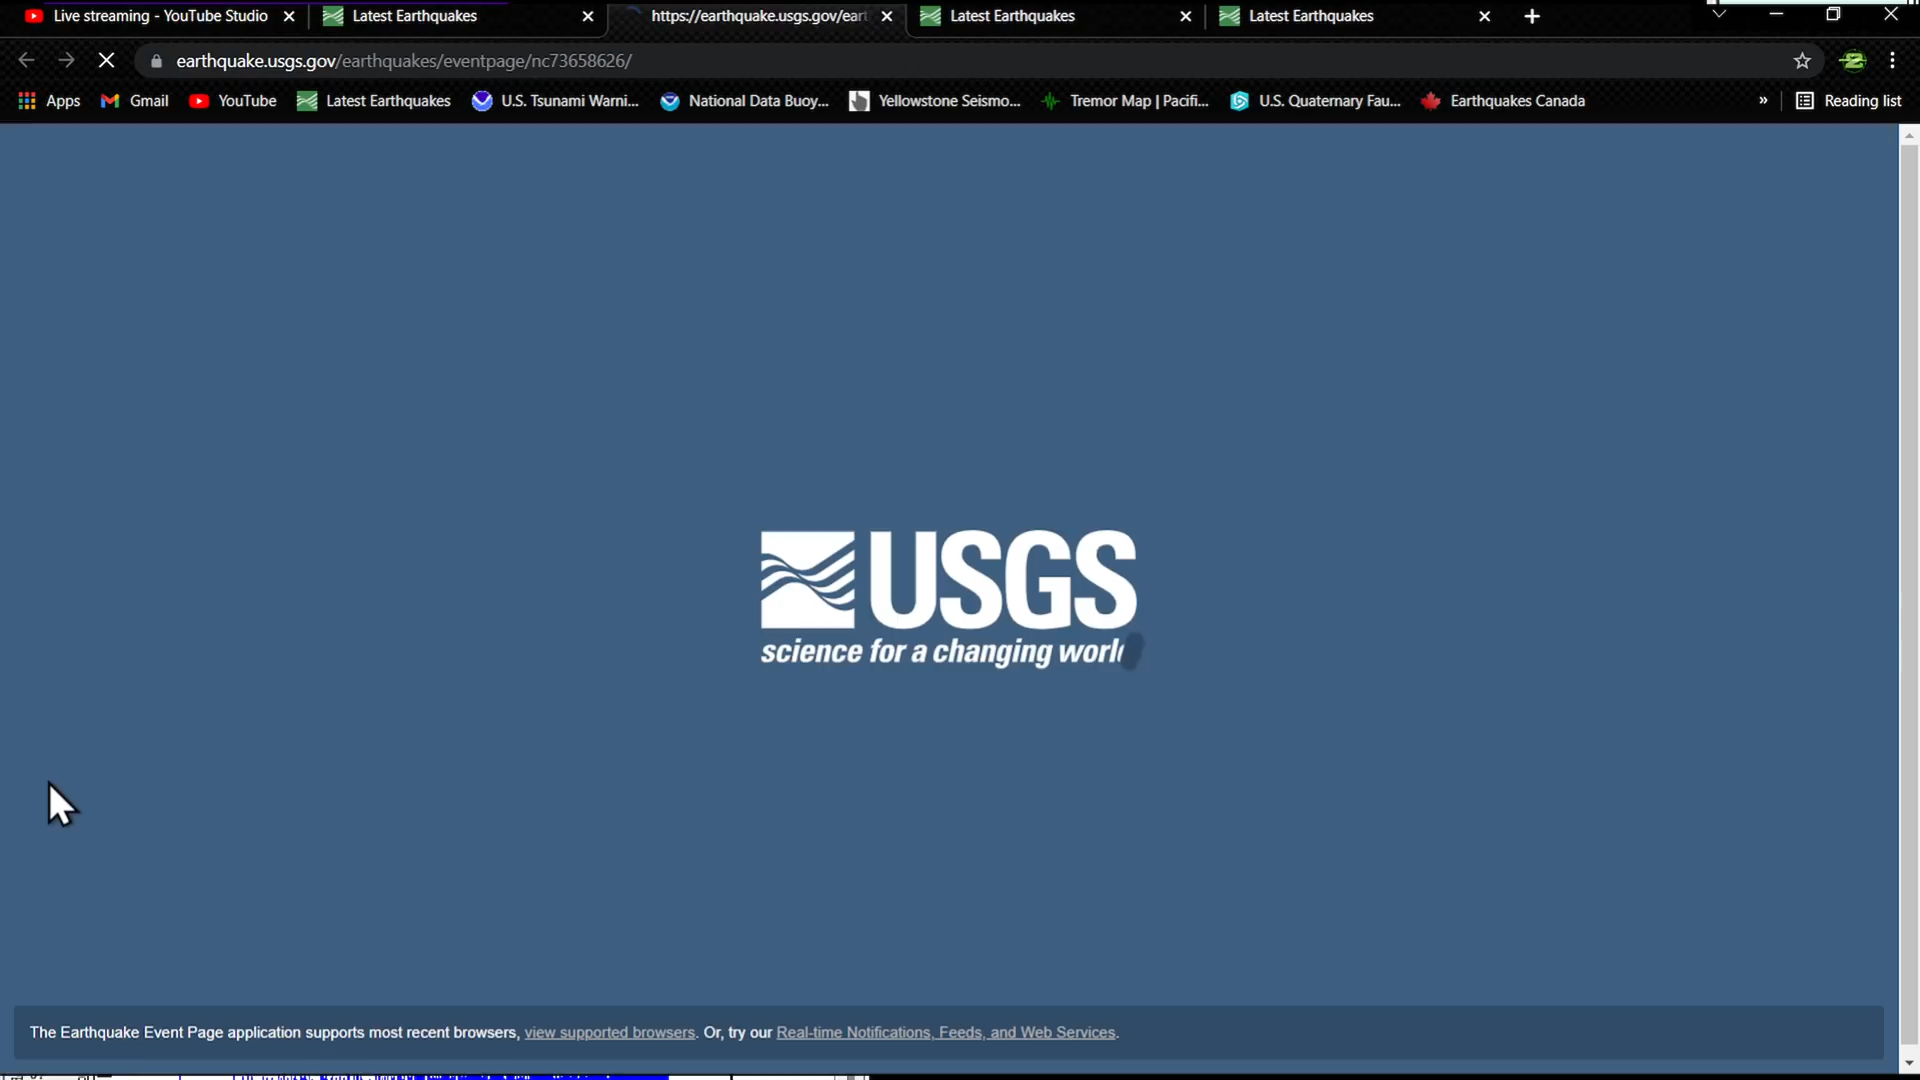 Live streaming - YouTube Studio
Latest Earthquakes
https://earthquake.usgs.gov/eart
Latest Earthquakes
Latest Earthquakes
earthquake.usgs.gov/earthquakes/eventpage/nc73658626/
Apps
Gmail
YouTube
Latest Earthquakes
U.S. Tsunami Warni...
National Data Buoy...
Yellowstone Seismo...
Tremor Map | Pacifi...
U.S. Quaternary Fau...
Earthquakes Canada
»
Reading list
USGS
science for a changing
The Earthquake Event Page application supports most recent browsers, view supported browsers. Or, try our Real-time Notifications, Feeds, and Web Services.